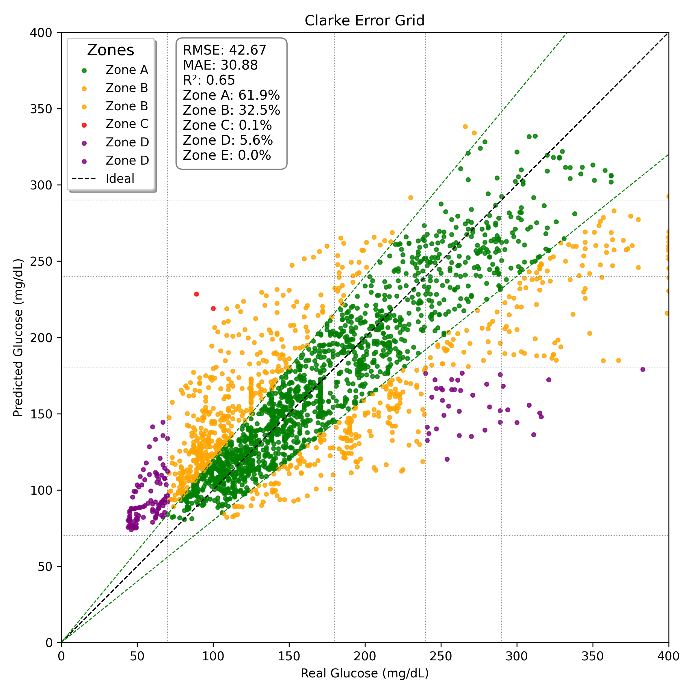 Clarke Error Grid
Zones
Zone A
Zone B
Zone B
Zone C
Zone D
Zone D
Ideal
RMSE: 42.67
MAE: 30.88
R²: 0.65
Zone A: 61.9%
Zone B: 32.5%
Zone C: 0.1%
Zone D: 5.6%
Zone E: 0.0%
Predicted Glucose (mg/dL)
400
350
300
250
200
150
100
50
0
0 50 100 150 200 250 300 350 400
Real Glucose (mg/dL)